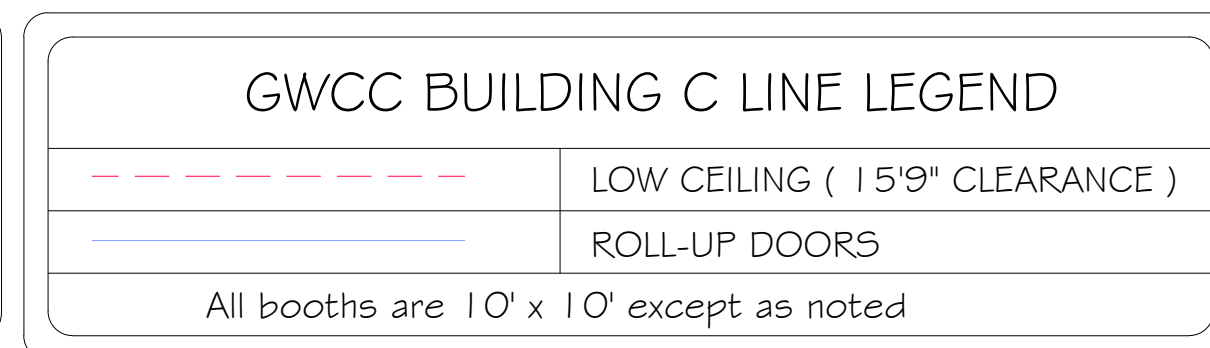 GWCC BUILDING C LINE LEGEND
LOW CEILING ( 15'9" CLEARANCE )
ROLL-UP DOORS
All booths are 10' x 10' except as noted